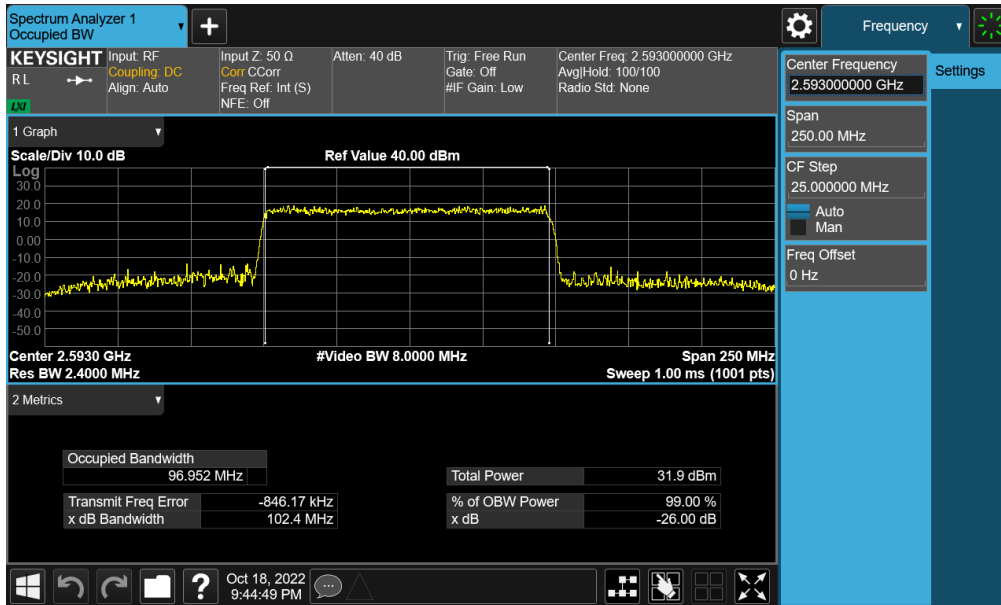 Spectrum Analyzer 1
Occupied BW
Frequency
KEYSIGHT
R L
LXI
Input: RF
Coupling: DC
Align: Auto
Input Z: 50 Ω
Corr CCorr
Freq Ref: Int (S)
NFE: Off
Atten: 40 dB
Trig: Free Run
Gate: Off
#IF Gain: Low
Center Freq: 2.593000000 GHz
Avg|Hold: 100/100
Radio Std: None
Center Frequency
2.593000000 GHz
Settings
Span
250.00 MHz
CF Step
25.000000 MHz
Auto
Man
Freq Offset
0 Hz
1 Graph
Scale/Div 10.0 dB
Ref Value 40.00 dBm
Log
30.0
20.0
10.0
0.00
-10.0
-20.0
-30.0
-40.0
-50.0
Center 2.5930 GHz
#Video BW 8.0000 MHz
Span 250 MHz
Res BW 2.4000 MHz
Sweep 1.00 ms (1001 pts)
2 Metrics
Occupied Bandwidth
96.952 MHz
Total Power 31.9 dBm
Transmit Freq Error -846.17 kHz
% of OBW Power 99.00 %
x dB Bandwidth 102.4 MHz
x dB -26.00 dB
?
Oct 18, 2022
9:44:49 PM